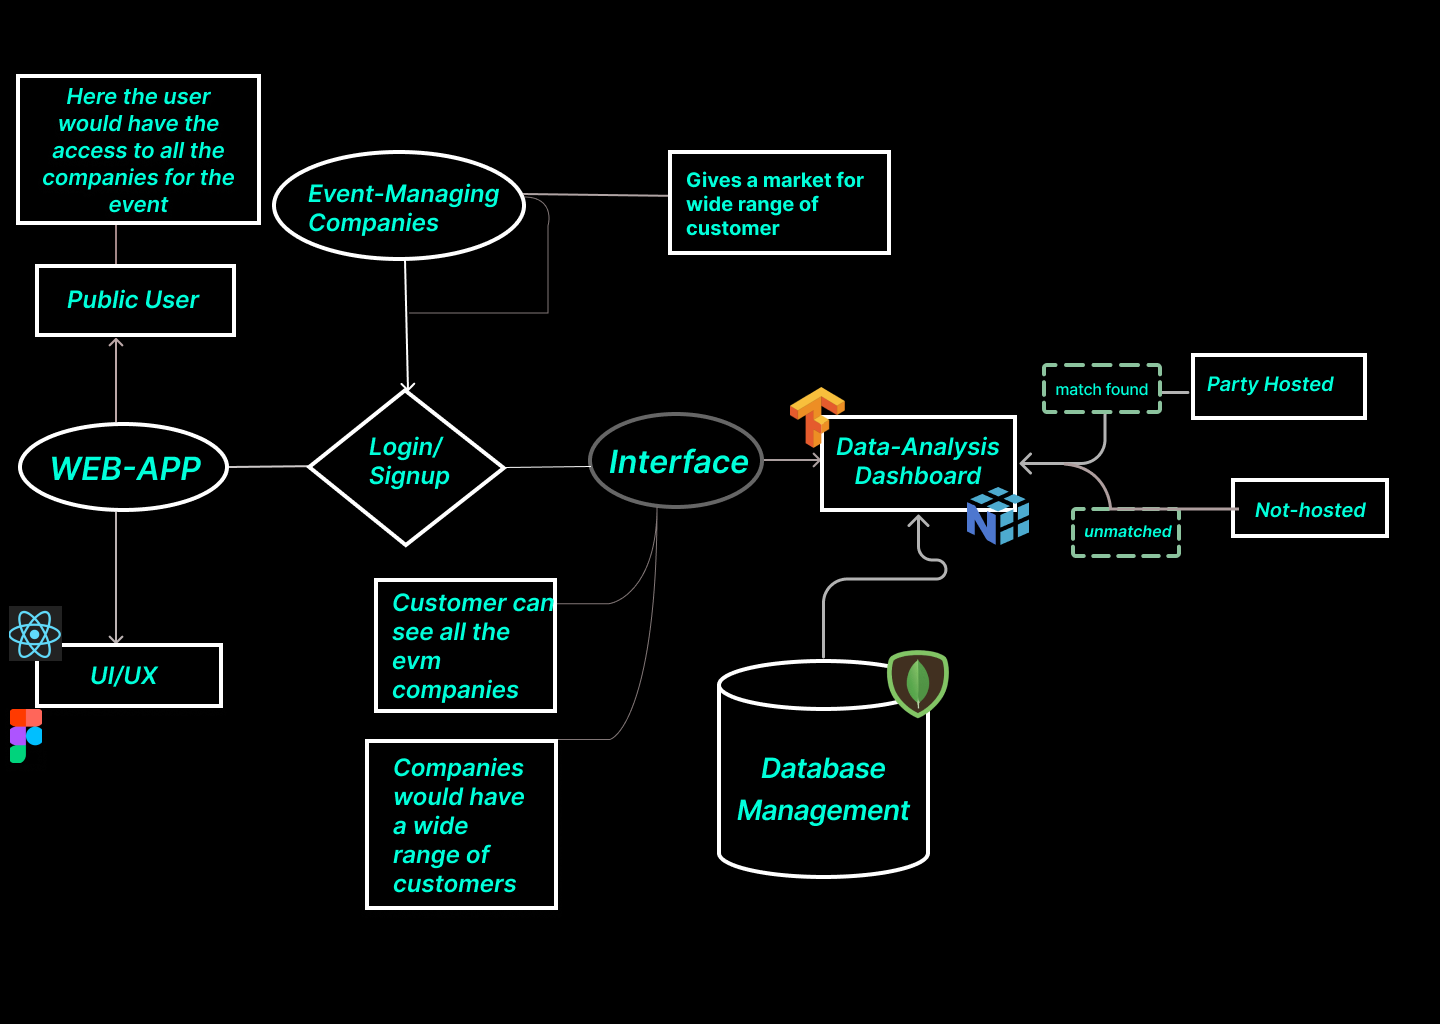 Here the user
would have the
access to all the
companies for the
event
Event-Managing
Companies
Gives a market for
wide range of
customer
Public User
match found
Party Hosted
WEB-APP
Login/
Signup
Interface
Data-Analysis
Dashboard
unmatched
Not-hosted
Customer can
see all the
evm
companies
UI/UX
Companies
would have
a wide
range of
customers
Database
Management